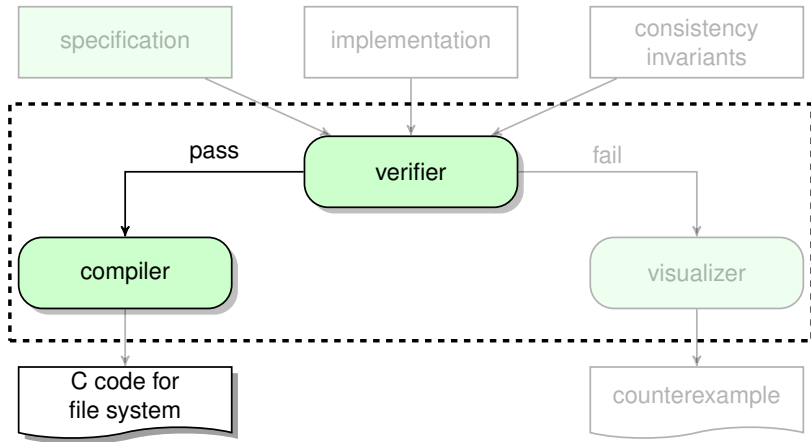 specification
implementation
consistency
invariants
pass
verifier
fail
compiler
visualizer
C code for
file system
counterexample